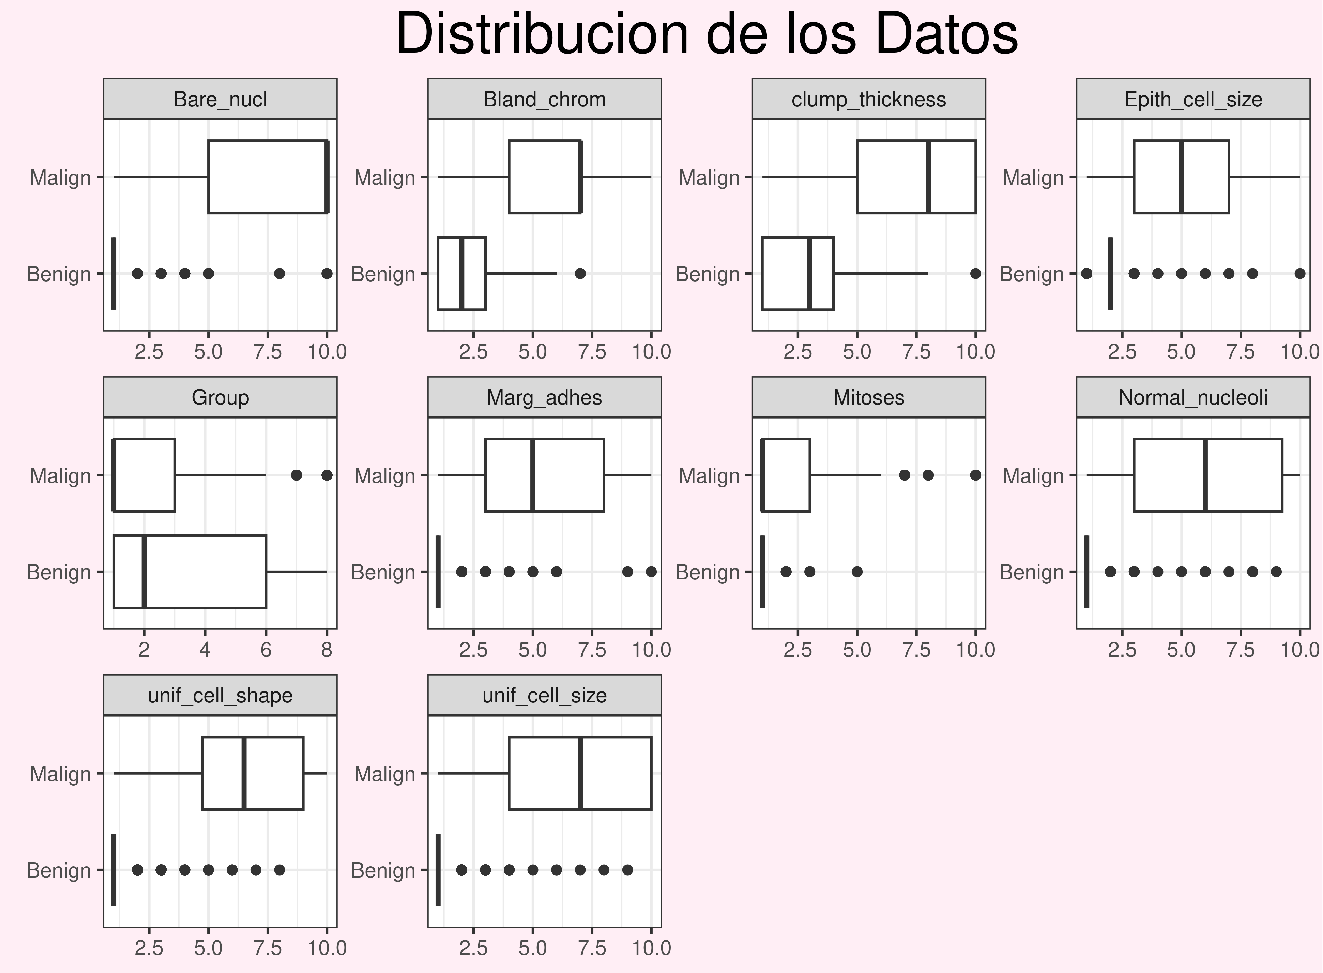 Distribucion de los Datos
Bare_nucl
Bland_chrom
clump_thickness
Epith_cell_size
Malign
Malign
Malign
Malign
Benign
Benign
Benign
Benign
2.5 5.0 7.5 10.0
2.5 5.0 7.5 10.0
2.5 5.0 7.5 10.0
2.5 5.0 7.5 10.0
Group
Marg_adhes
Mitoses
Normal_nucleoli
Malign
Malign
Malign
Malign
Benign
Benign
Benign
Benign
2 4 6 8
2.5 5.0 7.5 10.0
2.5 5.0 7.5 10.0
2.5 5.0 7.5 10.0
unif_cell_shape
unif_cell_size
Malign
Malign
Benign
Benign
2.5 5.0 7.5 10.0
2.5 5.0 7.5 10.0